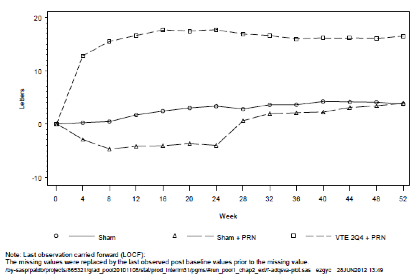 20
10
0
-10
Letters
0 4 8 12 16 20 24 28 32 36 40 44 48 52
Week
Sham Sham + PRN VTE 2Q4 + PRN
Note: Last observation carried forward (LOCF):
The missing values were replaced by the last observed post baseline values prior to the missing value.
28JUN2012 13:49